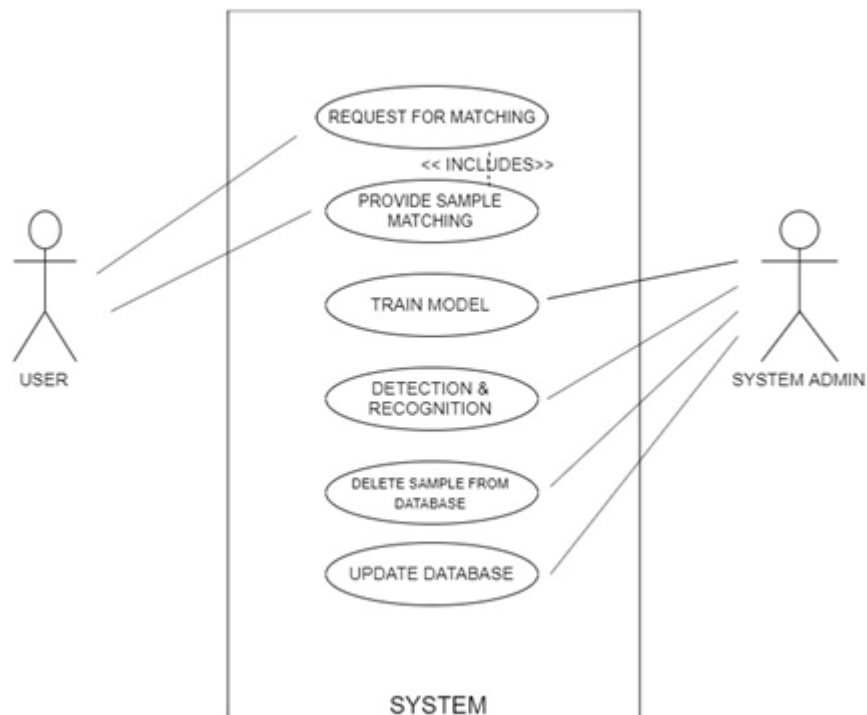 REQUEST FOR MATCHING
<< INCLUDES>>
PROVIDE SAMPLE
MATCHING
TRAIN MODEL
USER
SYSTEM ADMIN
DETECTION &
RECOGNITION
DELETE SAMPLE FROM
DATABASE
UPDATE DATABASE
SYSTEM